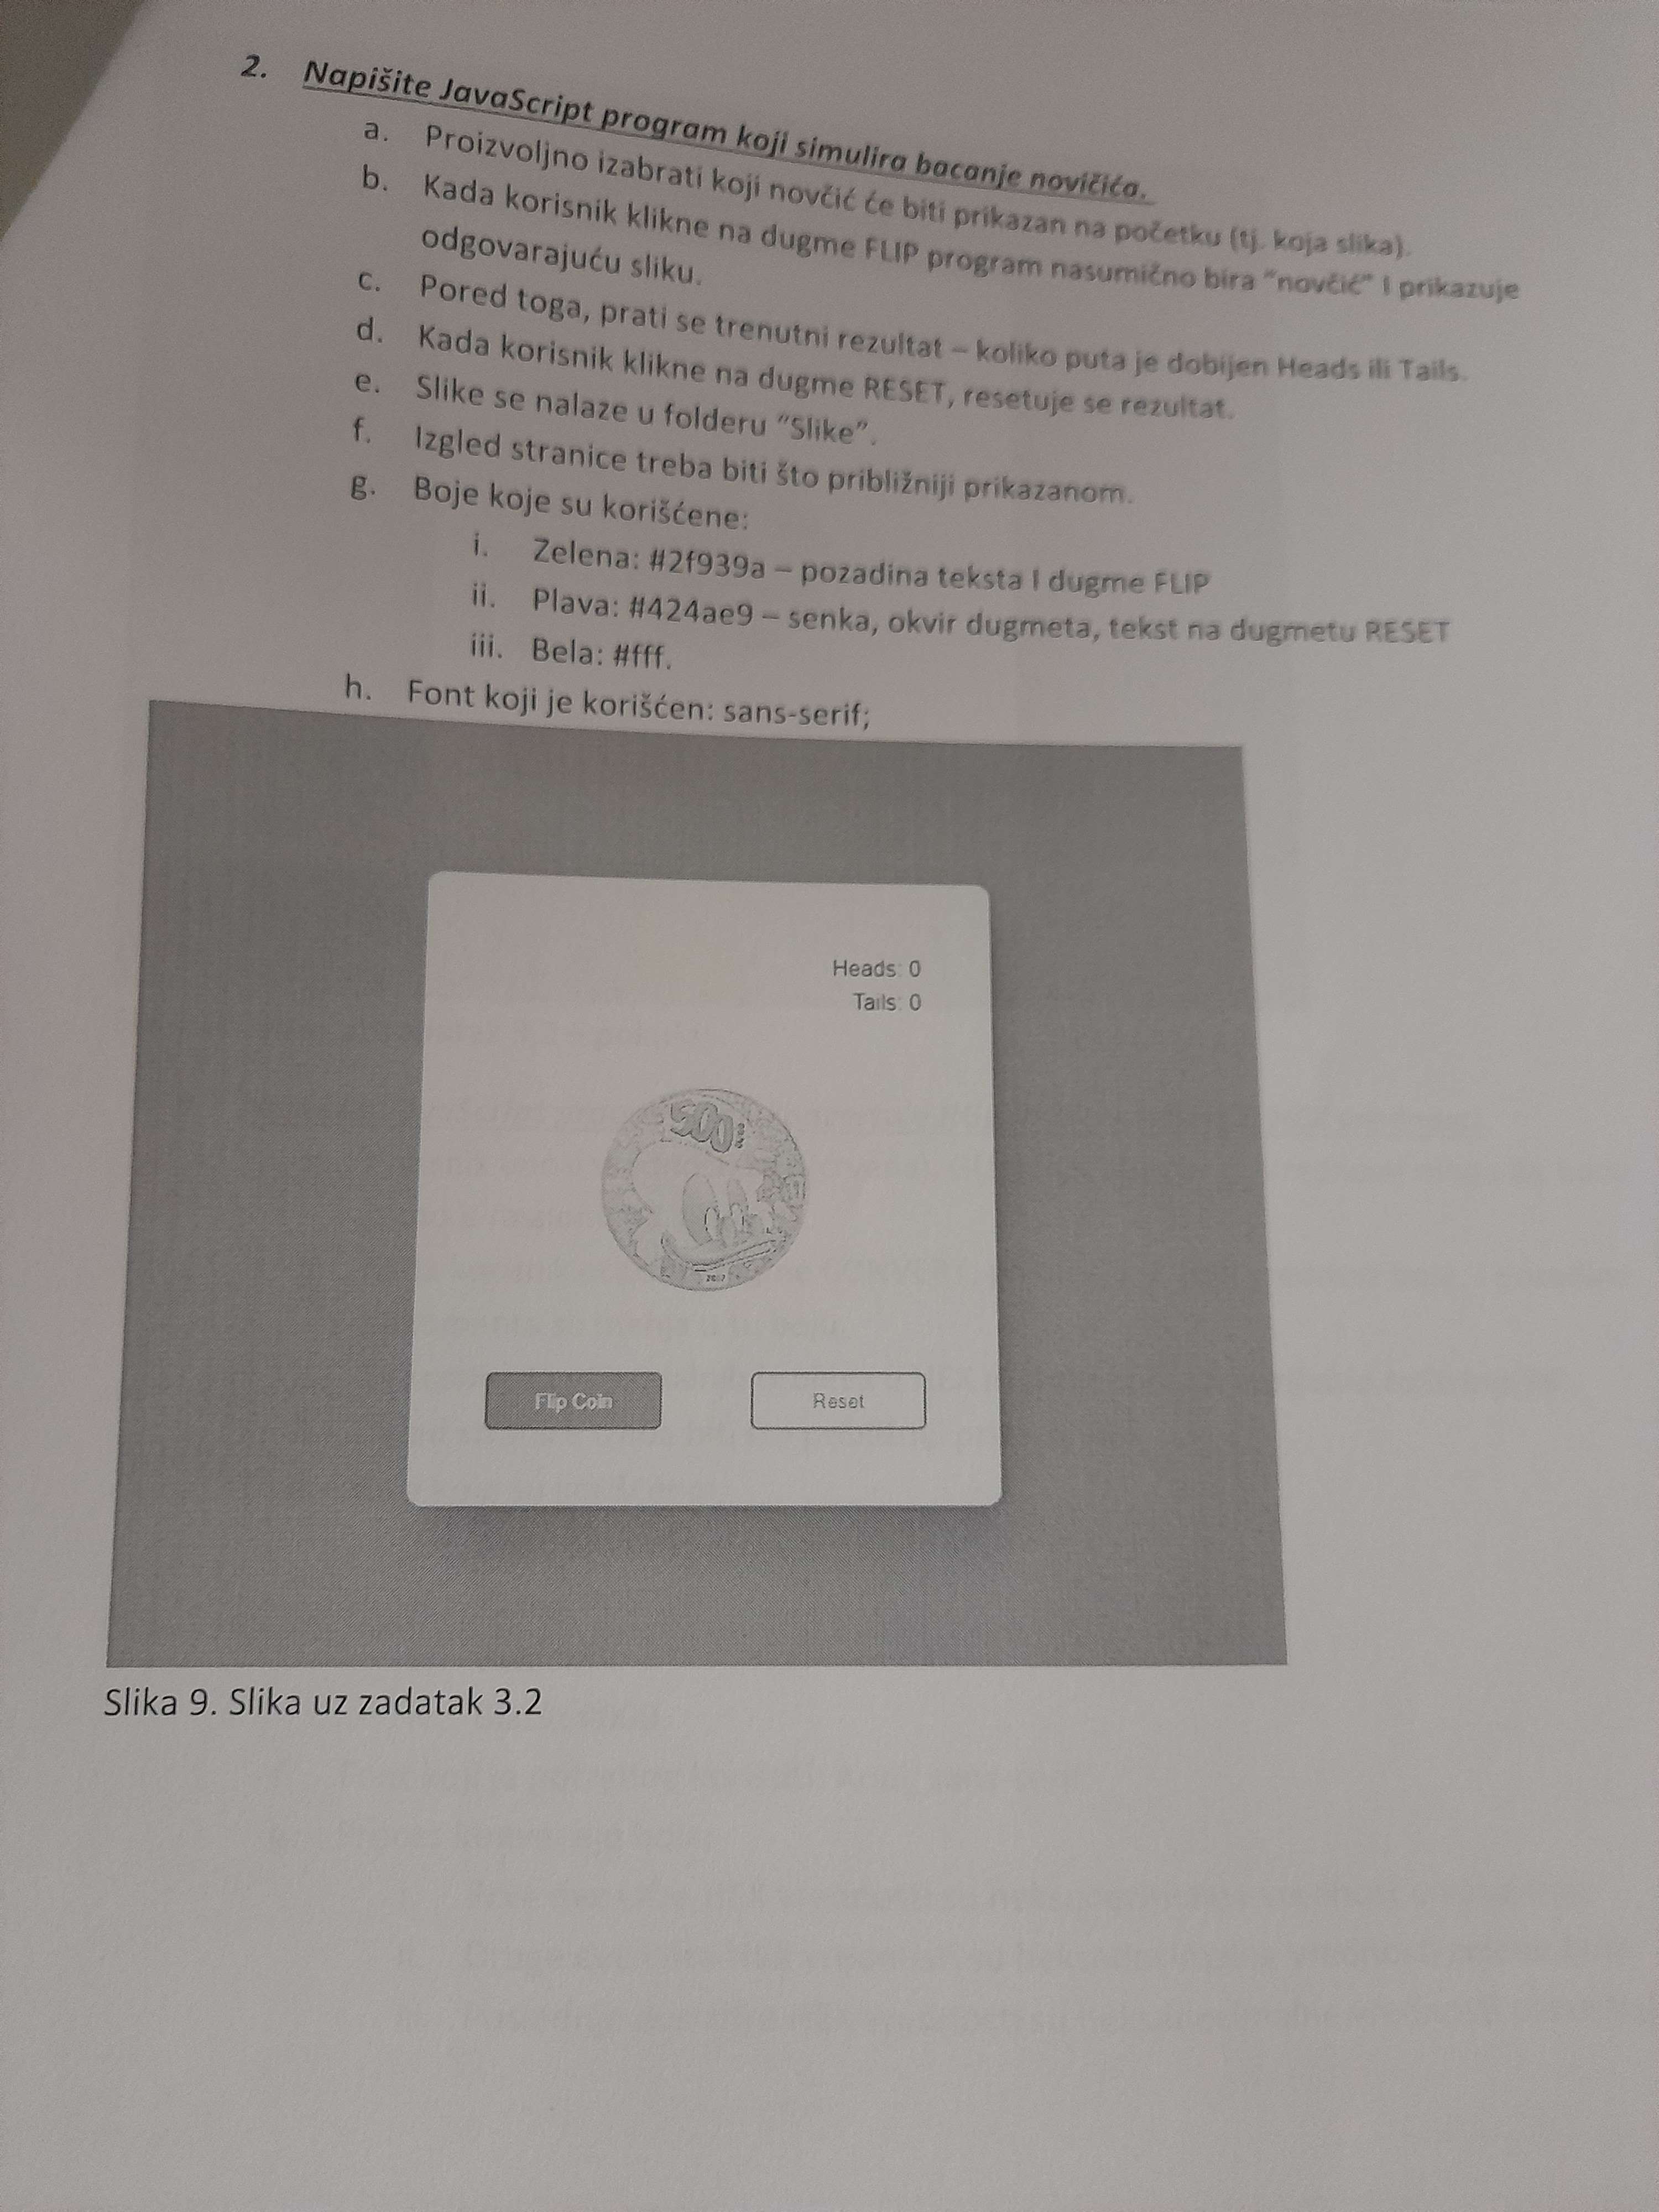 2. Napišite JavaScript program koji simulira bacanje novičića.
a. Proizvoljno izabrati koji novčić će biti prikazan na početku (tj. koja slika).
b. Kada korisnik klikne na dugme FLIP program nasumično bira "novčić" I prikazuje
odgovarajuću sliku.
c. Pored toga, prati se trenutni rezultat – koliko puta je dobijen Heads ili Tails.
d. Kada korisnik klikne na dugme RESET, resetuje se rezultat.
e. Slike se nalaze u folderu "Slike".
f. Izgled stranice treba biti što približniji prikazanom.
g. Boje koje su korišćene:
i. Zelena: #2f939a – pozadina teksta I dugme FLIP
ii. Plava: #424ae9 – senka, okvir dugmeta, tekst na dugmetu RESET
iii. Bela: #fff.
h. Font koji je korišćen: sans-serif;
Heads: 0
Tails: 0
500
2017
Flip Coin
Reset
Slika 9. Slika uz zadatak 3.2